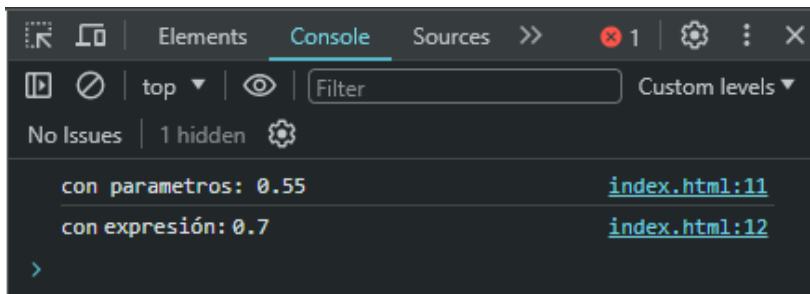 Elements Console Sources 1
top Filter Custom levels
No Issues 1 hidden
con parametros: 0.55 index.html:11
con expresión: 0.7 index.html:12